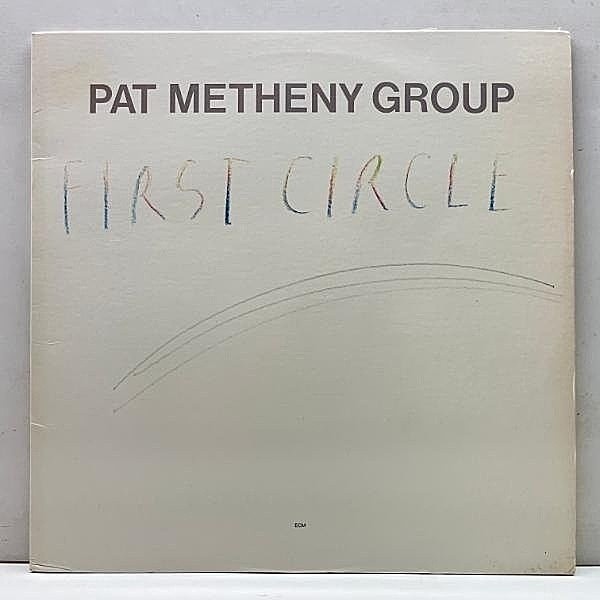 PAT METHENY GROUP
FIRST CIRCLE
ECM